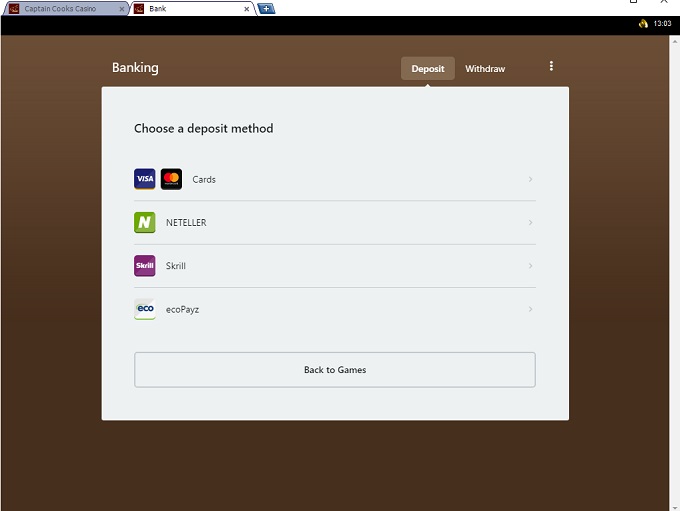 Captain Cooks Casino
Bank
13:03
Banking
Deposit
Withdraw
Choose a deposit method
VISA
Cards
N
NETELLER
Skrill
Skrill
eco
ecoPayz
Back to Games